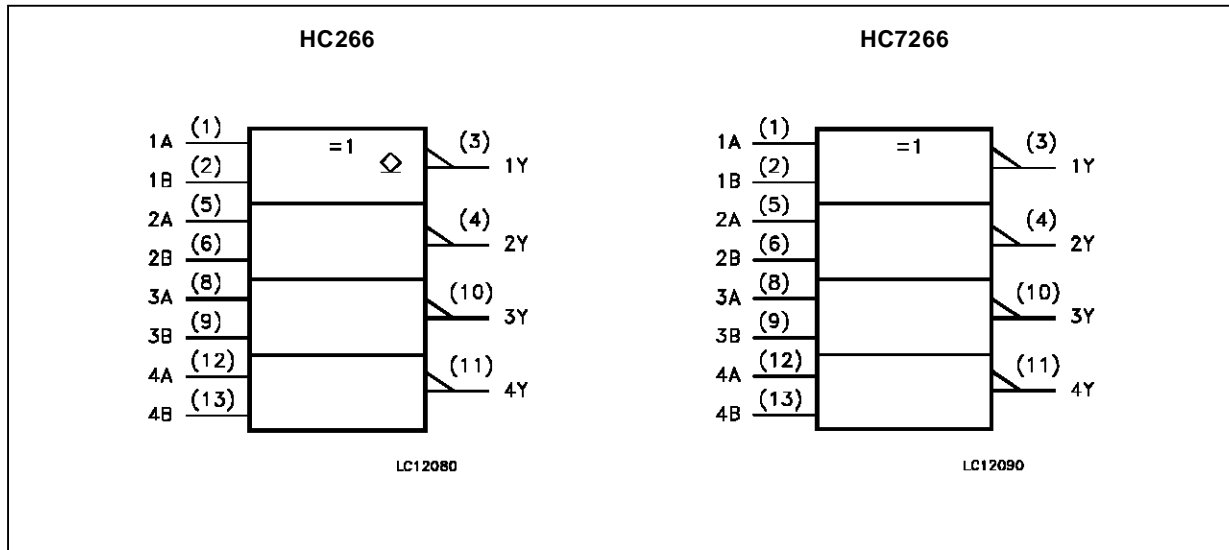 HC266
HC7266
1A (1)
1B (2)
2A (5)
2B (6)
3A (8)
3B (9)
4A (12)
4B (13)
=1
(3) 1Y
(4) 2Y
(10) 3Y
(11) 4Y
LC12080
1A (1)
1B (2)
2A (5)
2B (6)
3A (8)
3B (9)
4A (12)
4B (13)
=1
(3) 1Y
(4) 2Y
(10) 3Y
(11) 4Y
LC12090